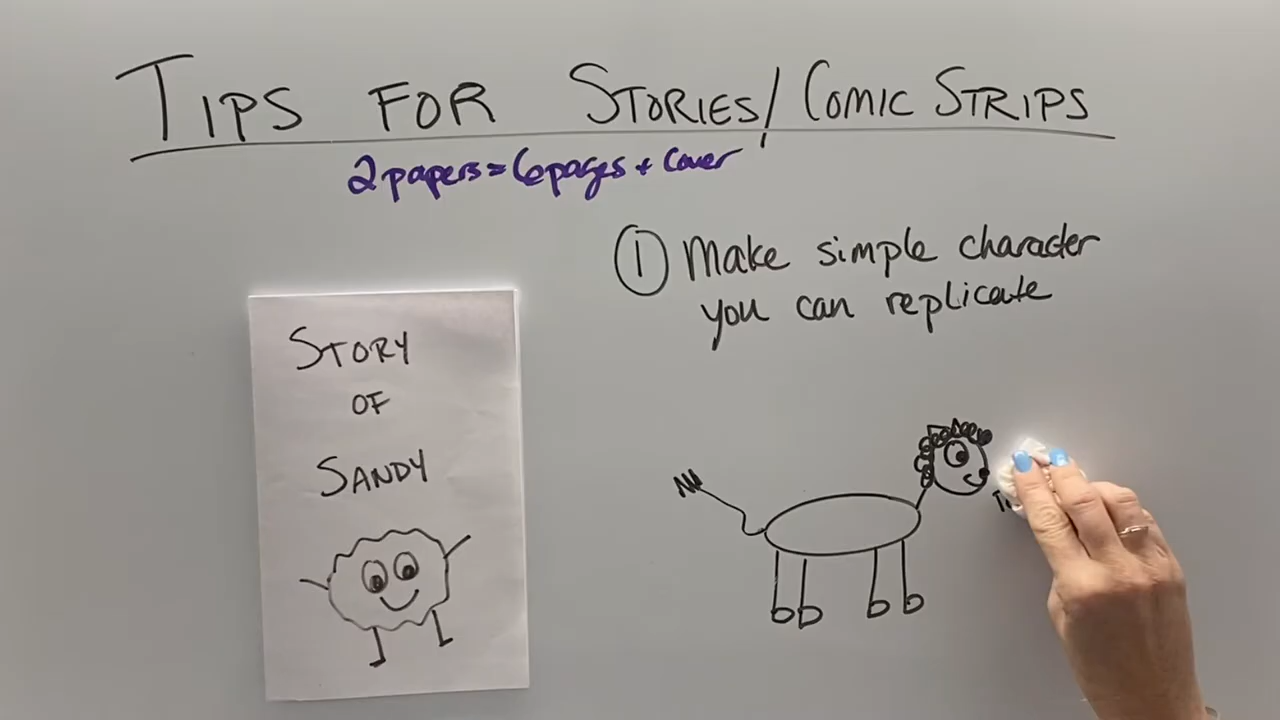 TIPS FOR STORIES/COMIC STRIPS
2 papers = 6 pages + cover
① Make simple character
you can replicate
STORY
OF
SANDY